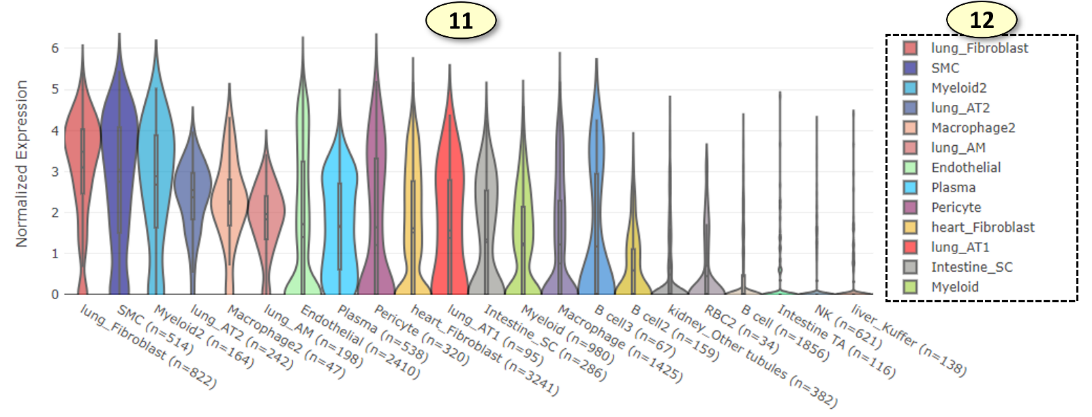 11
12
Normalized Expression
6
5
4
3
2
1
0
lung_Fibroblast (n=822)
SMC (n=514)
Myeloid2 (n=164)
lung_AT2 (n=242)
Macrophage2 (n=47)
lung_AM (n=198)
Endothelial (n=2410)
Plasma (n=538)
Pericyte (n=320)
heart_Fibroblast (n=3241)
lung_AT1 (n=95)
Intestine_SC (n=286)
Myeloid (n=980)
Macrophage (n=1425)
B cell3 (n=67)
B cell2 (n=159)
kidney_Other tubules (n=382)
RBC2 (n=34)
B cell (n=1856)
Intestine TA (n=116)
NK (n=621)
liver_Kuffer (n=138)
lung_Fibroblast
SMC
Myeloid2
lung_AT2
Macrophage2
lung_AM
Endothelial
Plasma
Pericyte
heart_Fibroblast
lung_AT1
Intestine_SC
Myeloid